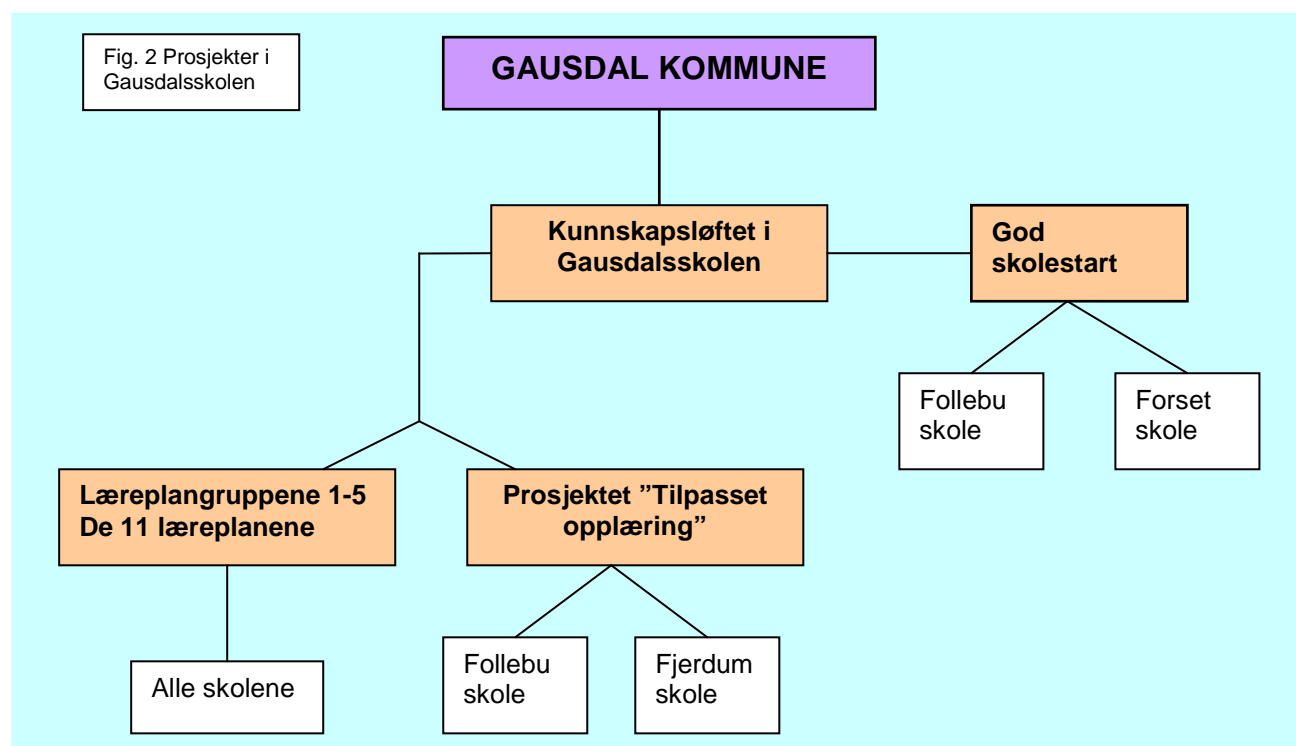 Fig. 2 Prosjekter i
Gausdalsskolen
GAUSDAL KOMMUNE
Kunnskapsløftet i
Gausdalsskolen
God
skolestart
Follebu
skole
Forset
skole
Læreplangruppene 1-5
De 11 læreplanene
Prosjektet ”Tilpasset
opplæring”
Alle skolene
Follebu
skole
Fjerdum
skole